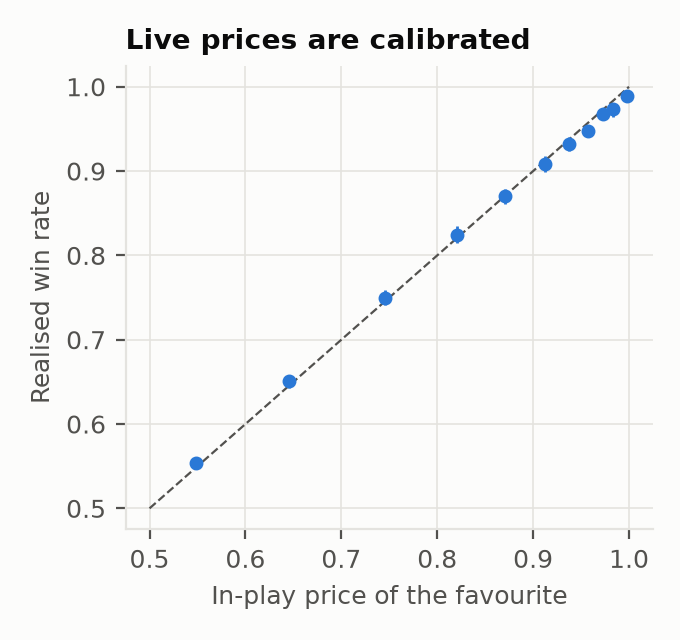 Live prices are calibrated
1.0
0.9
0.8
0.7
0.6
0.5
Realised win rate
0.5 0.6 0.7 0.8 0.9 1.0
In-play price of the favourite